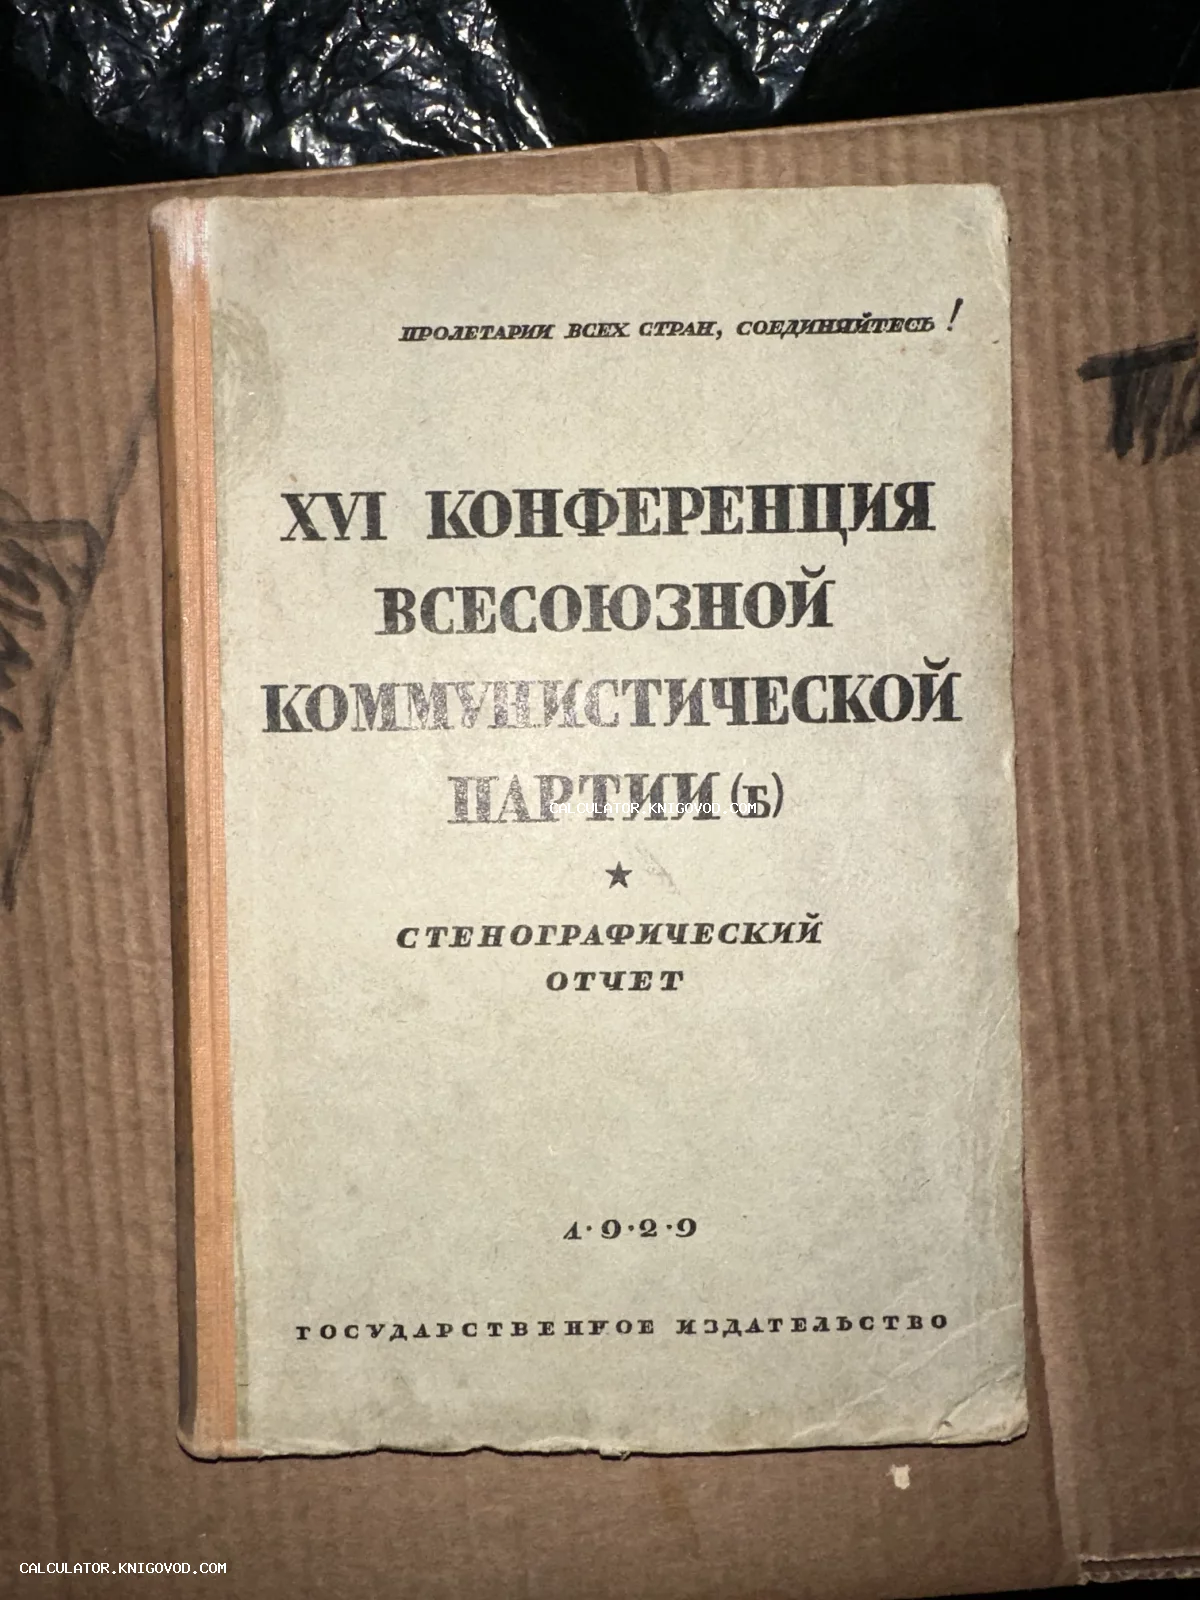 ПРОЛЕТАРИИ ВСЕХ СТРАН, СОЕДИНЯЙТЕСЬ!
XVI КОНФЕРЕНЦИЯ
ВСЕСОЮЗНОЙ
КОММУНИСТИЧЕСКОЙ
ПАРТИИ (Б)
CALCULATOR.KNIGOVOD.COM
★
СТЕНОГРАФИЧЕСКИЙ
ОТЧЕТ
1·9·2·9
ГОСУДАРСТВЕННОЕ ИЗДАТЕЛЬСТВО
CALCULATOR.KNIGOVOD.COM